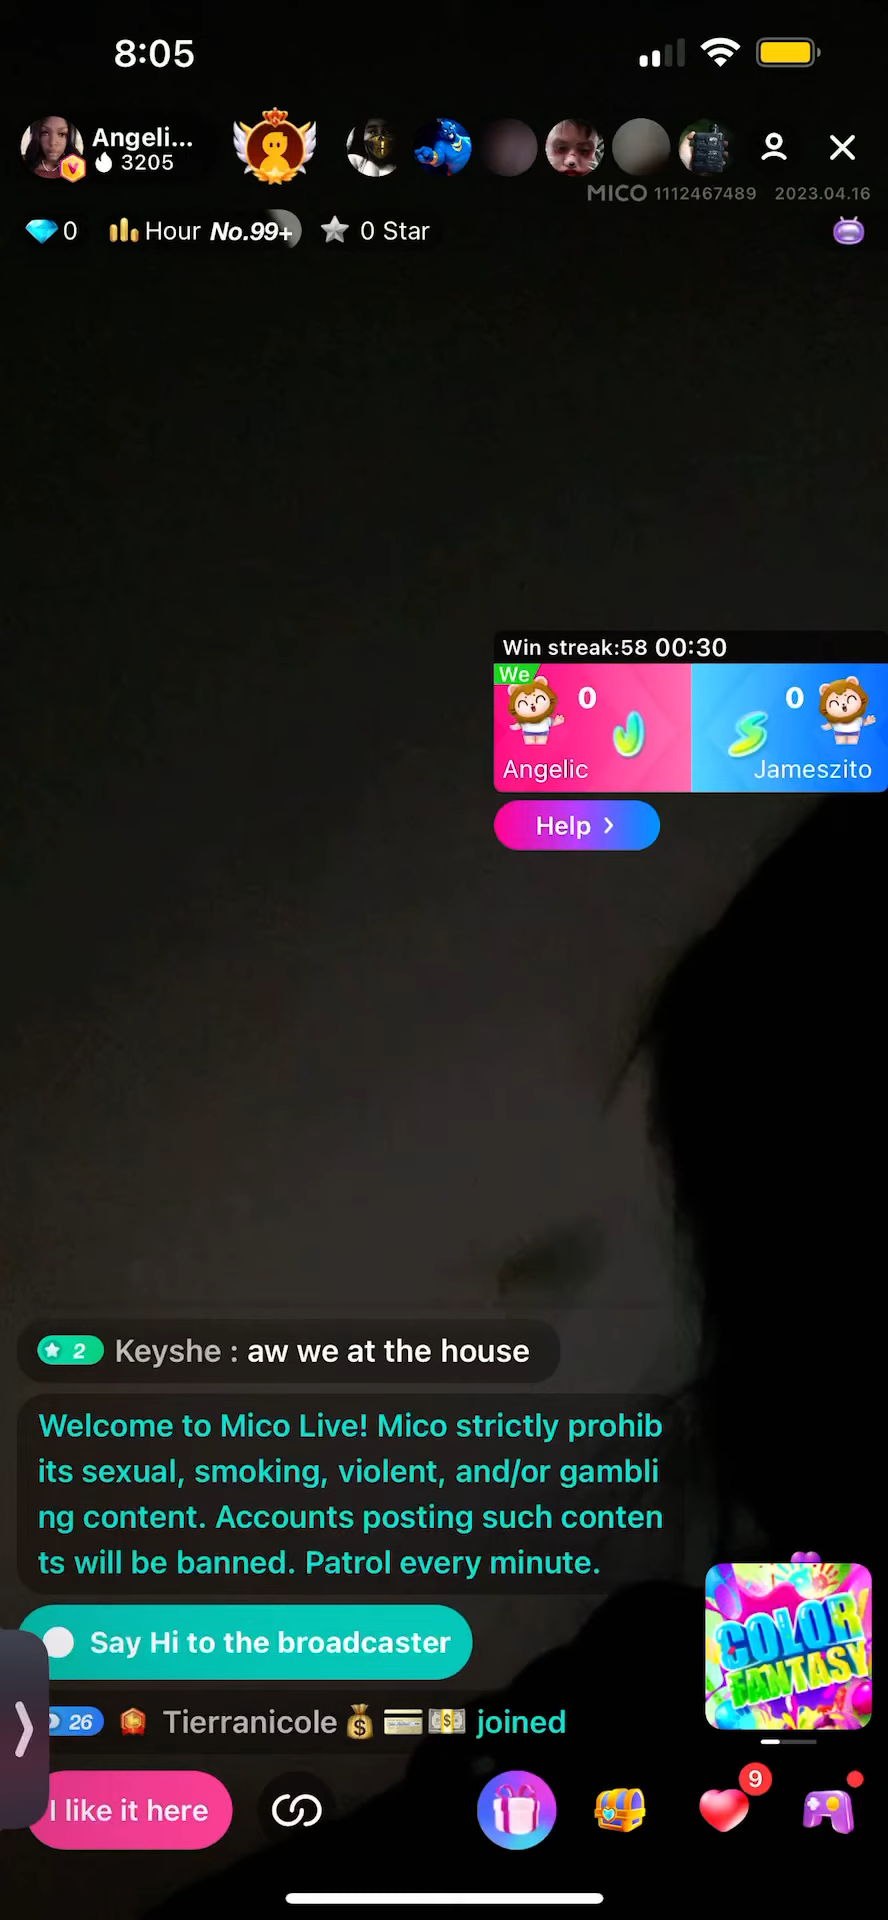 8:05
Angeli...
3205
MICO 1112467489 2023.04.16
0
Hour No.99+
0 Star
Win streak:58 00:30
We
0
0
Angelic
Jameszito
Help
2 Keyshe : aw we at the house
Welcome to Mico Live! Mico strictly prohib
its sexual, smoking, violent, and/or gambli
ng content. Accounts posting such conten
ts will be banned. Patrol every minute.
Say Hi to the broadcaster
COLOR
FANTASY
26 Tierranicole💰💳💵 joined
I like it here
9